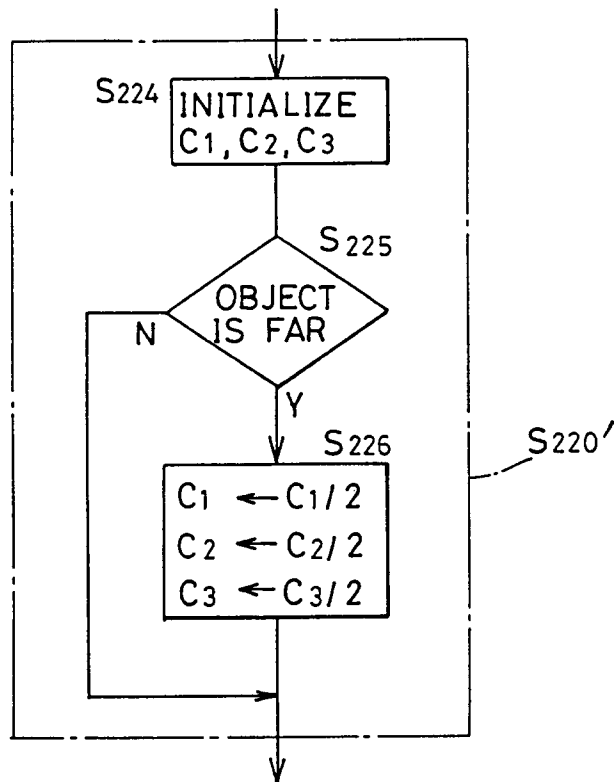 S224
INITIALIZE
C1, C2, C3
S225
OBJECT
IS FAR
N
Y
S226
S220'
C1 ← C1/2
C2 ← C2/2
C3 ← C3/2